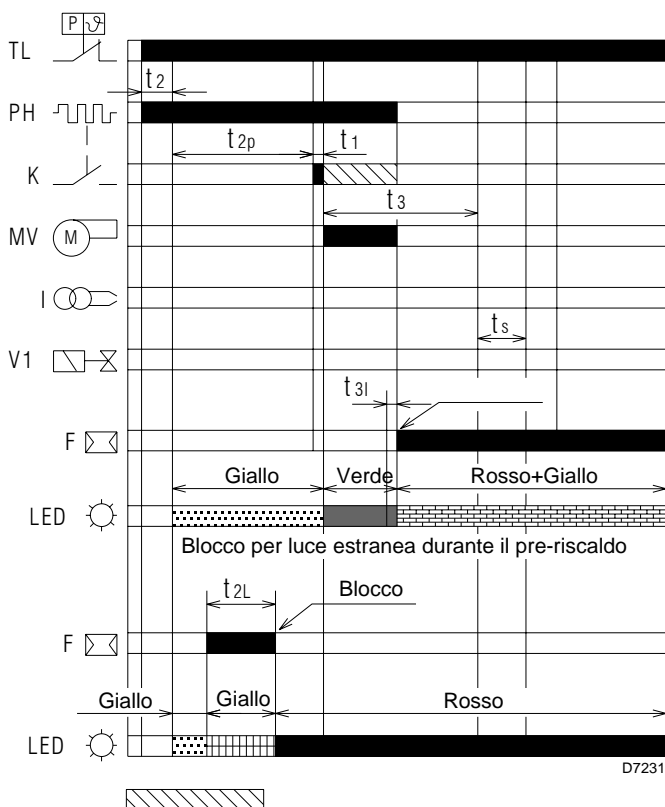 P ϑ
TL
t2
PH
t2p t1
K
t3
MV M
I
ts
V1
t3l
F
Giallo Verde Rosso+Giallo
LED
Blocco per luce estranea durante il pre-riscaldo
t2L Blocco
F
Giallo Giallo Rosso
LED
D7231